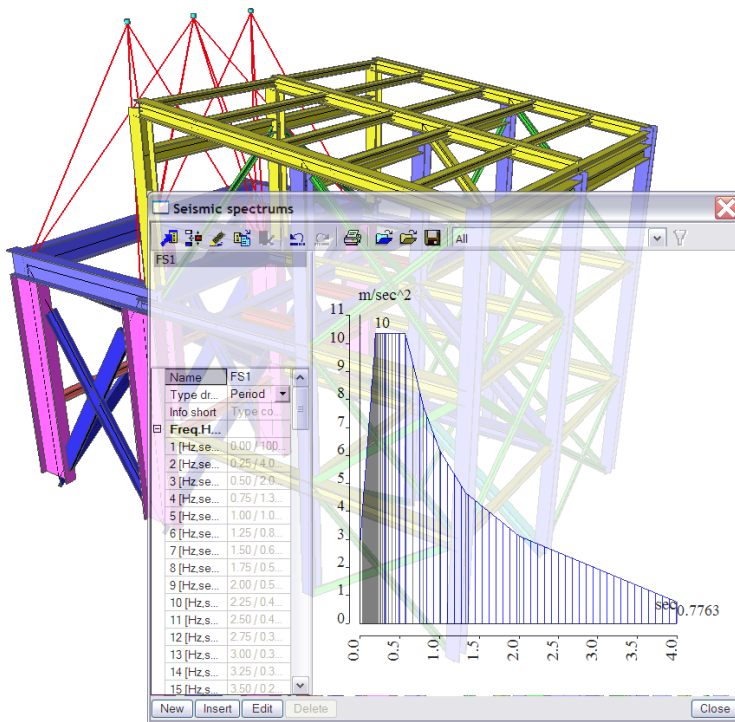 Seismic spectrums
All
FS1
Name FS1
Type dr... Period
Info short Type co...
Freq.H...
1 [Hz,se... 0.00 / 100...
2 [Hz,se... 0.25 / 4.0...
3 [Hz,se... 0.50 / 2.0...
4 [Hz,se... 0.75 / 1.3...
5 [Hz,se... 1.00 / 1.0...
6 [Hz,se... 1.25 / 0.8...
7 [Hz,se... 1.50 / 0.6...
8 [Hz,se... 1.75 / 0.5...
9 [Hz,se... 2.00 / 0.5...
10 [Hz,s... 2.25 / 0.4...
11 [Hz,s... 2.50 / 0.4...
12 [Hz,s... 2.75 / 0.3...
13 [Hz,s... 3.00 / 0.3...
14 [Hz,s... 3.25 / 0.3...
15 [Hz,s... 3.50 / 0.2...
m/sec^2
10
11
10
9
8
7
6
5
4
3
2
1
0
sec
0.7763
0.0 0.5 1.0 1.5 2.0 2.5 3.0 3.5 4.0
New Insert Edit Delete Close